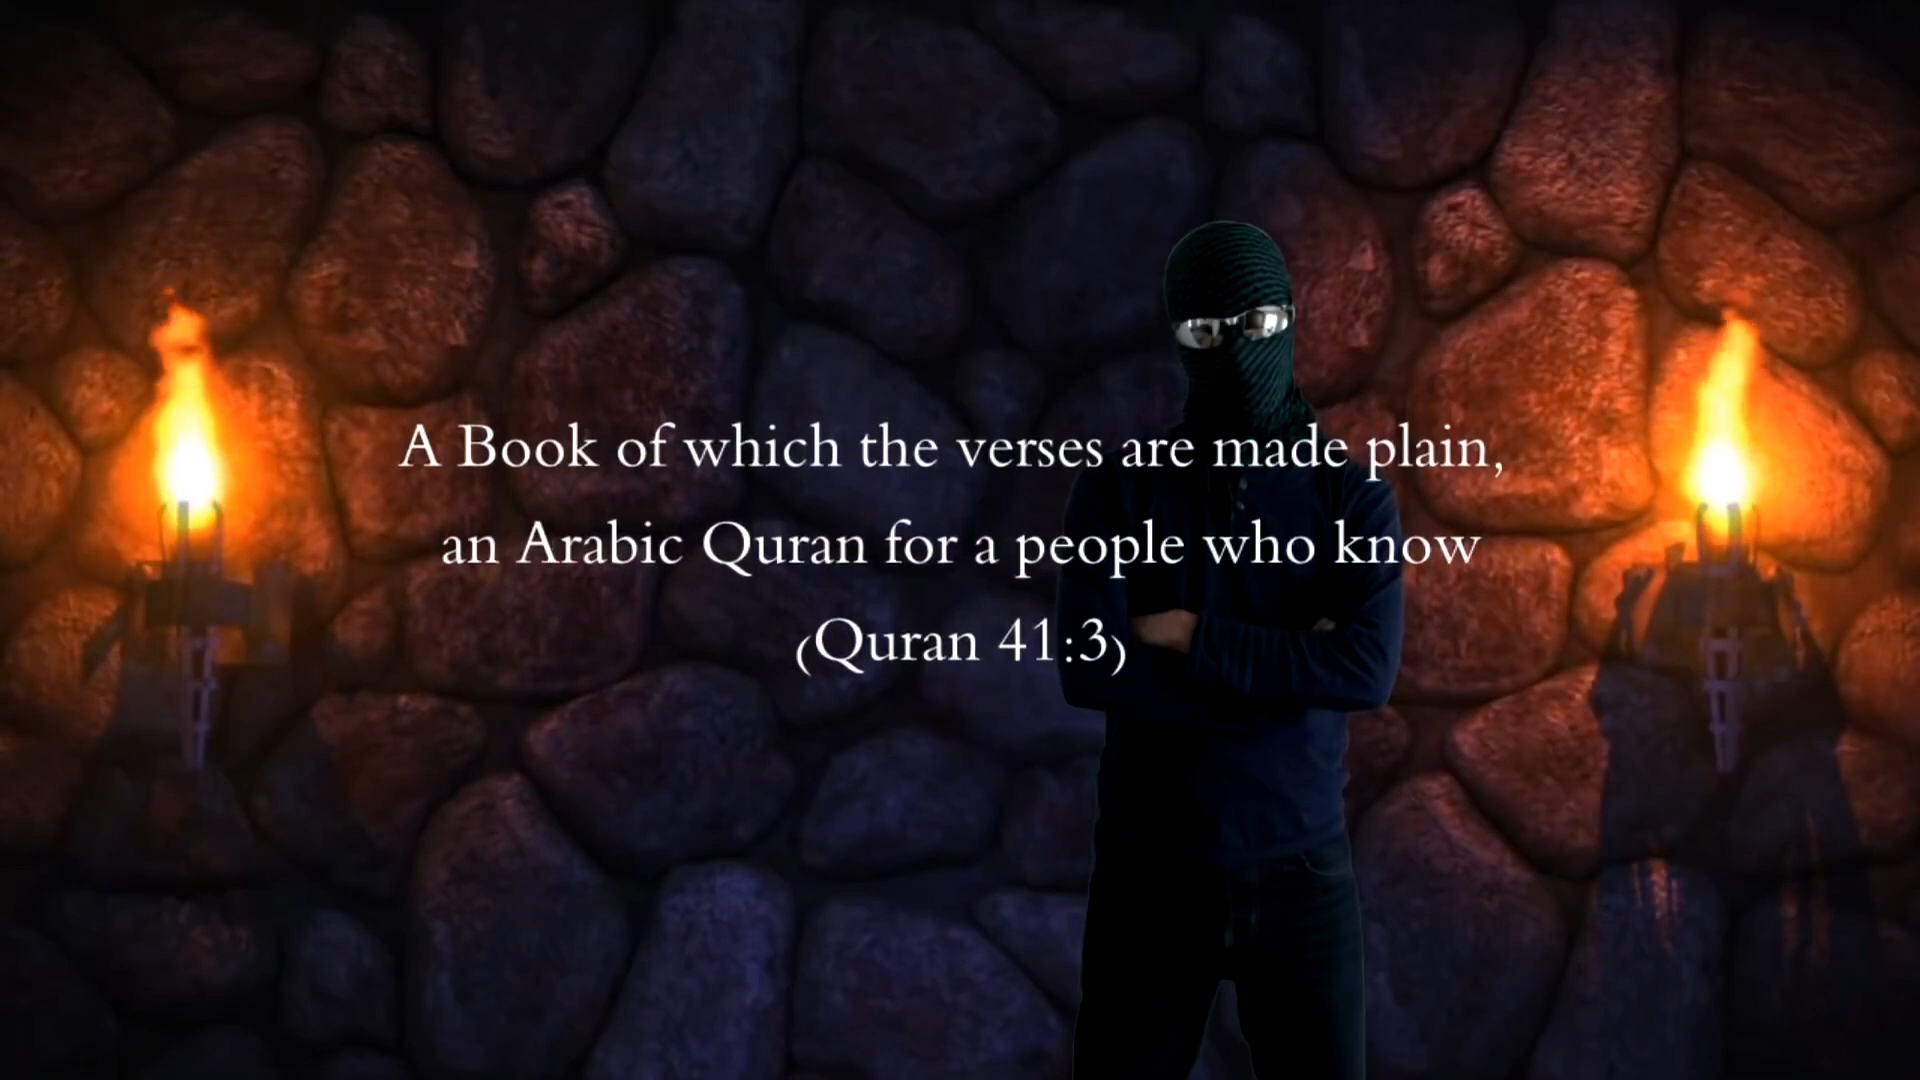 A Book of which the verses are made plain,
an Arabic Quran for a people who know
(Quran 41:3)